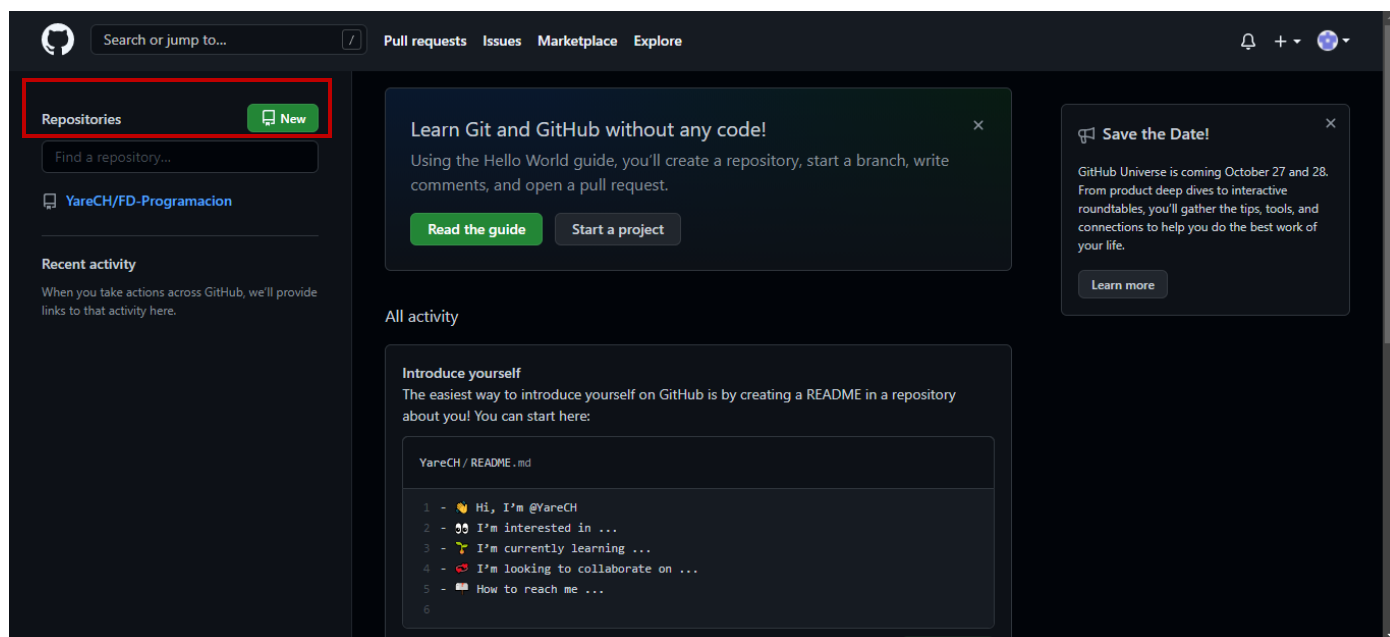 Search or jump to...
/
Pull requests Issues Marketplace Explore
Repositories
New
Find a repository...
YareCH/FD-Programacion
Recent activity
When you take actions across GitHub, we'll provide
links to that activity here.
Learn Git and GitHub without any code!
Using the Hello World guide, you'll create a repository, start a branch, write
comments, and open a pull request.
Read the guide
Start a project
All activity
Introduce yourself
The easiest way to introduce yourself on GitHub is by creating a README in a repository
about you! You can start here:
YareCH/README.md
1 - 👋 Hi, I'm @YareCH
2 - 👀 I'm interested in ...
3 - 🌱 I'm currently learning ...
4 - 💞️ I'm looking to collaborate on ...
5 - 📫 How to reach me ...
6
Save the Date!
GitHub Universe is coming October 27 and 28.
From product deep dives to interactive
roundtables, you'll gather the tips, tools, and
connections to help you do the best work of
your life.
Learn more